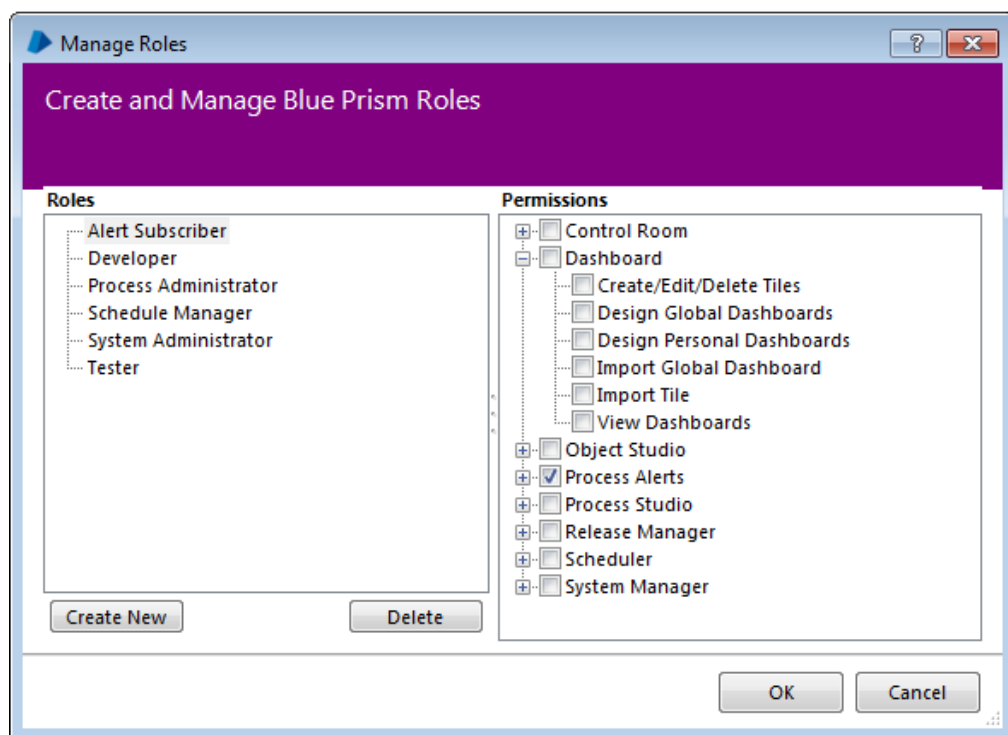 Manage Roles
Create and Manage Blue Prism Roles
Roles
Alert Subscriber
Developer
Process Administrator
Schedule Manager
System Administrator
Tester
Create New
Delete
Permissions
Control Room
Dashboard
Create/Edit/Delete Tiles
Design Global Dashboards
Design Personal Dashboards
Import Global Dashboard
Import Tile
View Dashboards
Object Studio
Process Alerts
Process Studio
Release Manager
Scheduler
System Manager
OK
Cancel